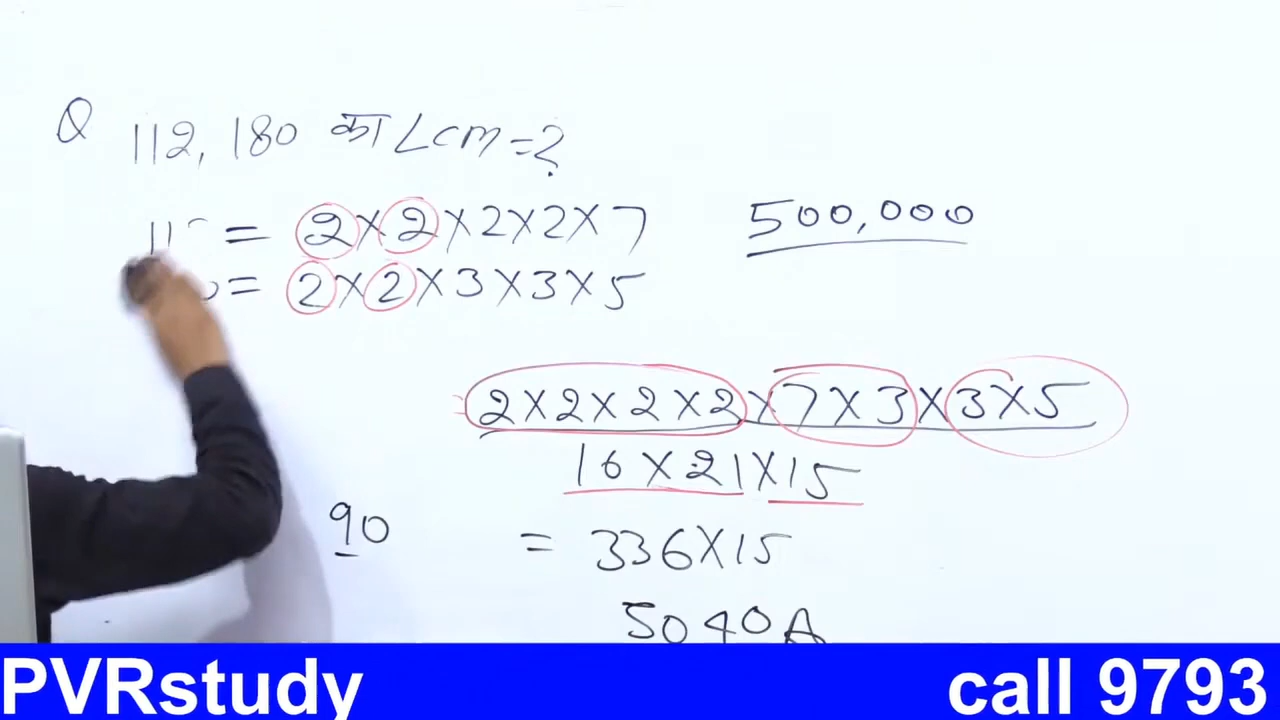 Q 112, 180 का Lcm = ?
= 2×2×2×2×7
= 2×2×3×3×5
500,000
2×2×2×2×7×3×3×5
16×21×15
90
= 336×15
5040A
PVRstudy
call 9793